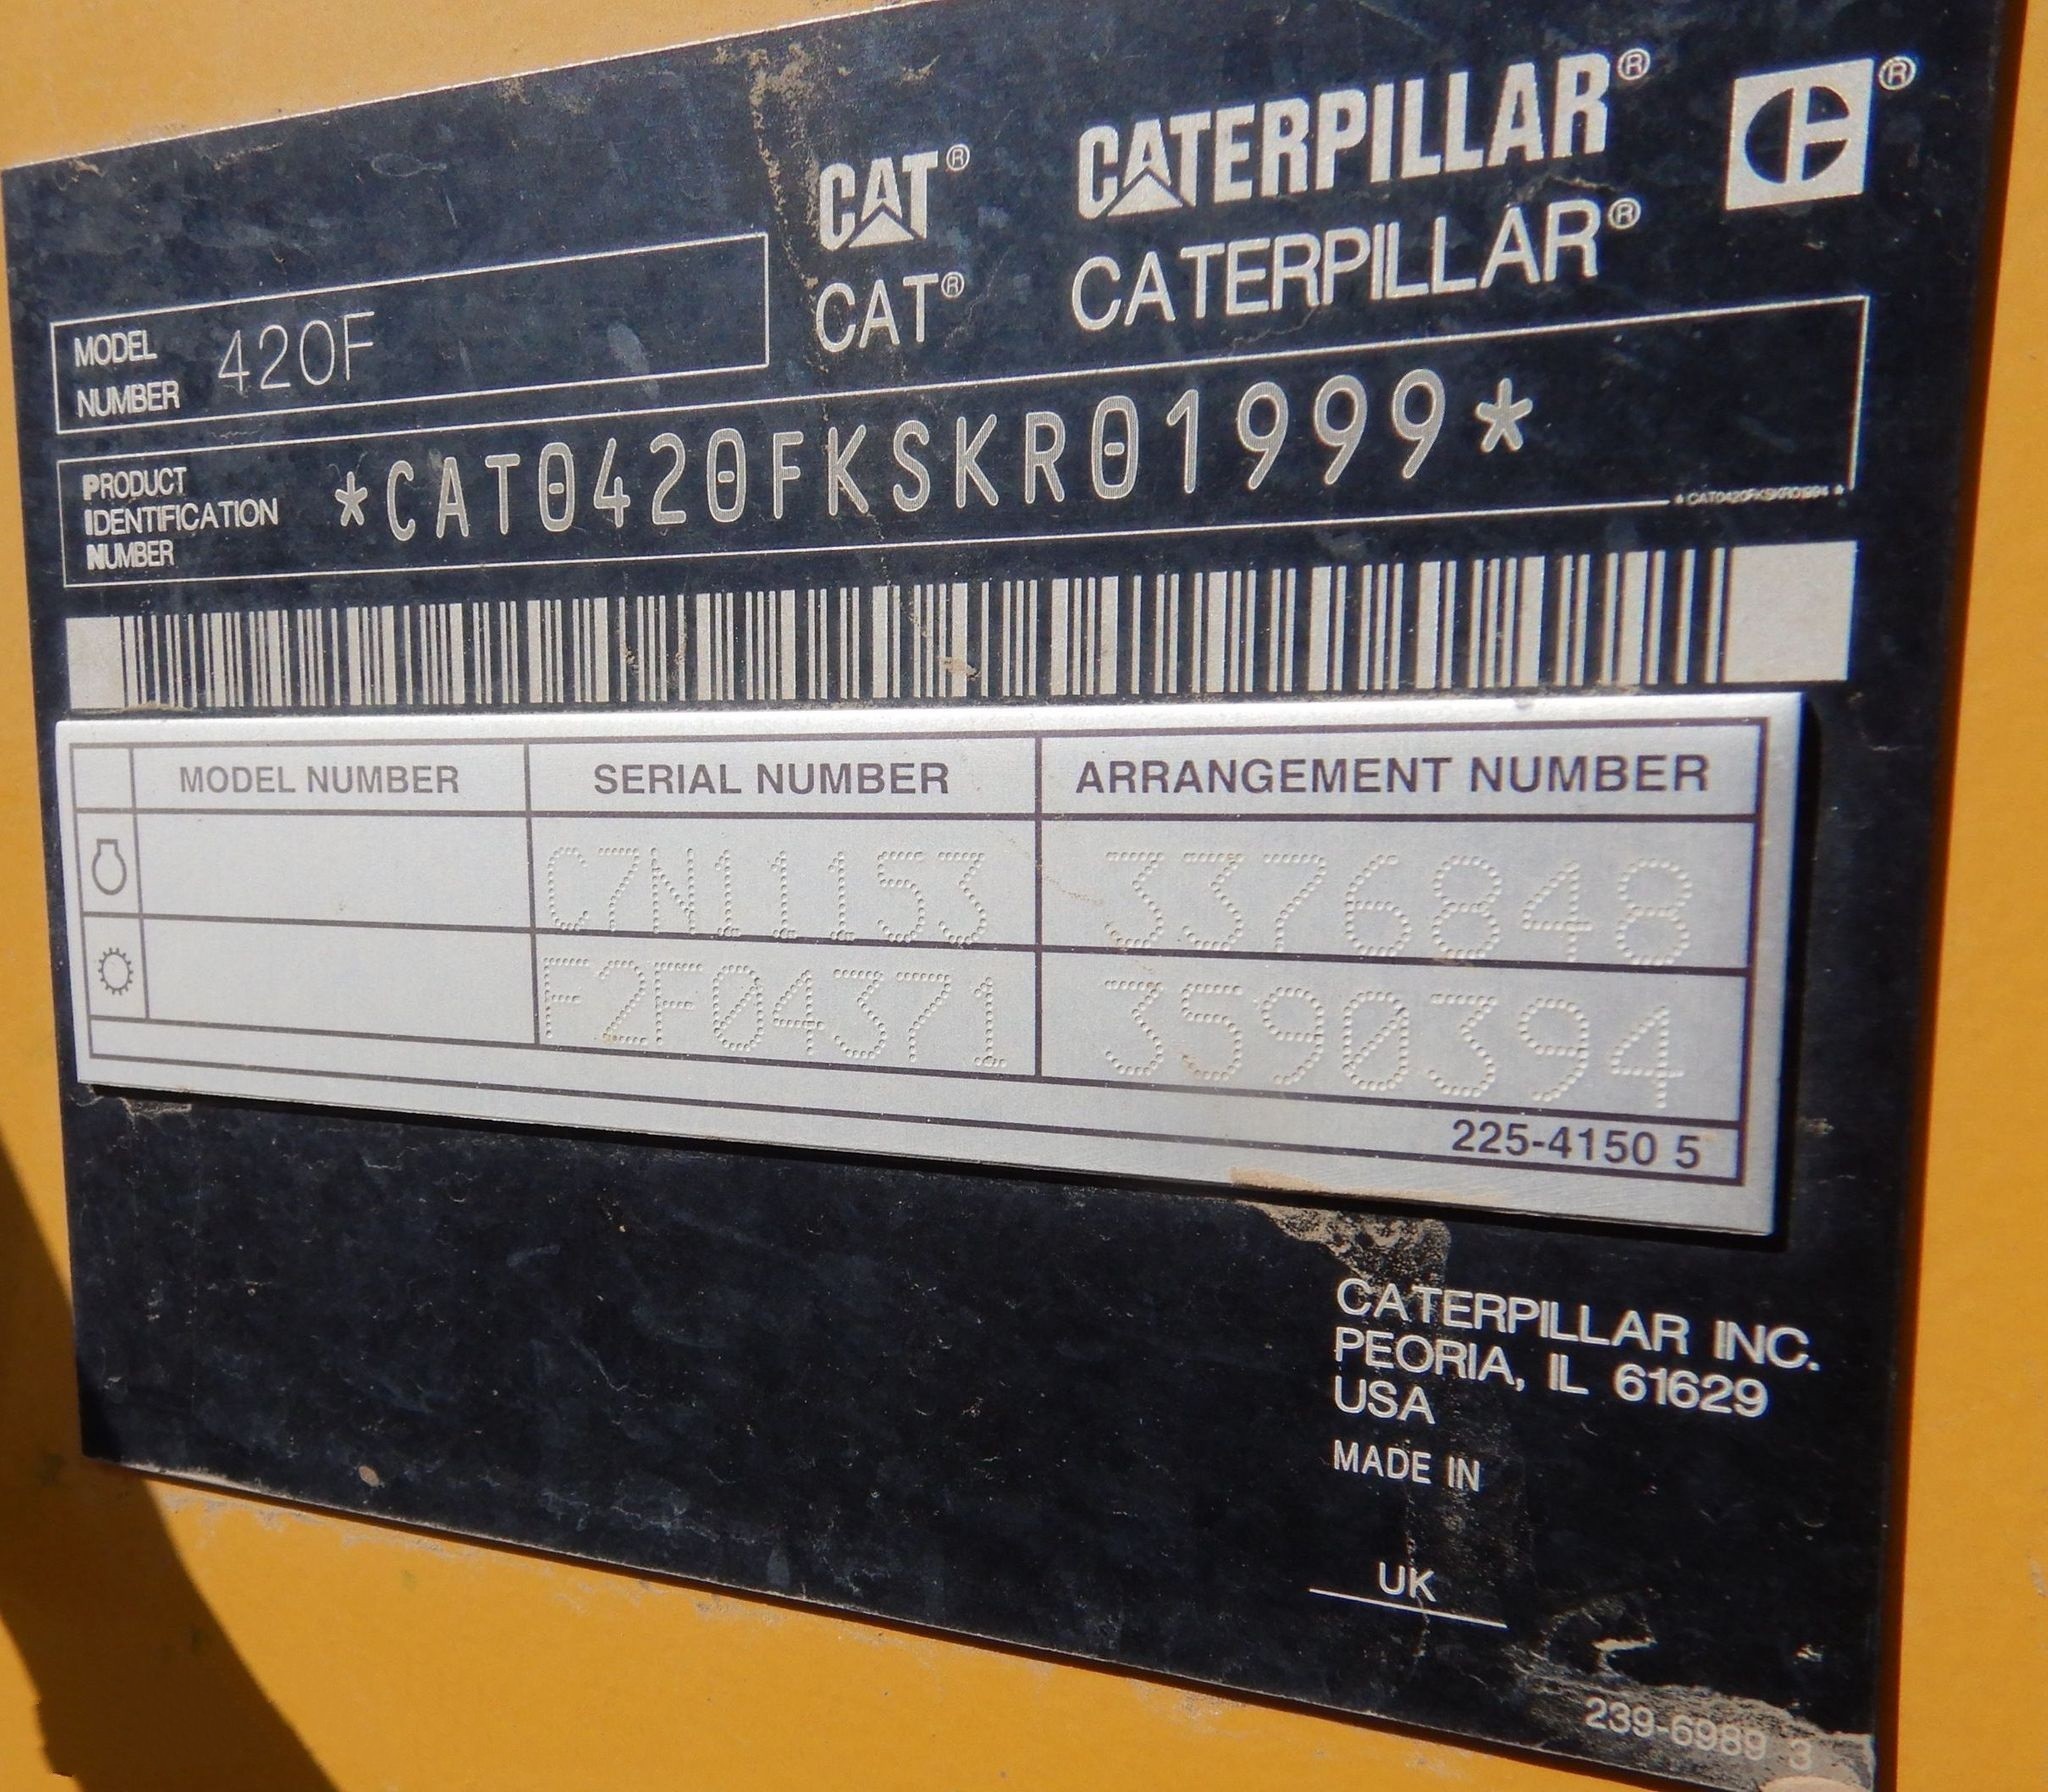 CAT® CATERPILLAR® ®
CAT® CATERPILLAR®
MODEL NUMBER 420F
PRODUCT IDENTIFICATION NUMBER *CAT0420FKSKR01999*
MODEL NUMBER SERIAL NUMBER ARRANGEMENT NUMBER
C7N11153 3376848
F2F04371 3590394
225-4150 5
CATERPILLAR INC.
PEORIA, IL 61629
USA
MADE IN
UK
239-6989 3